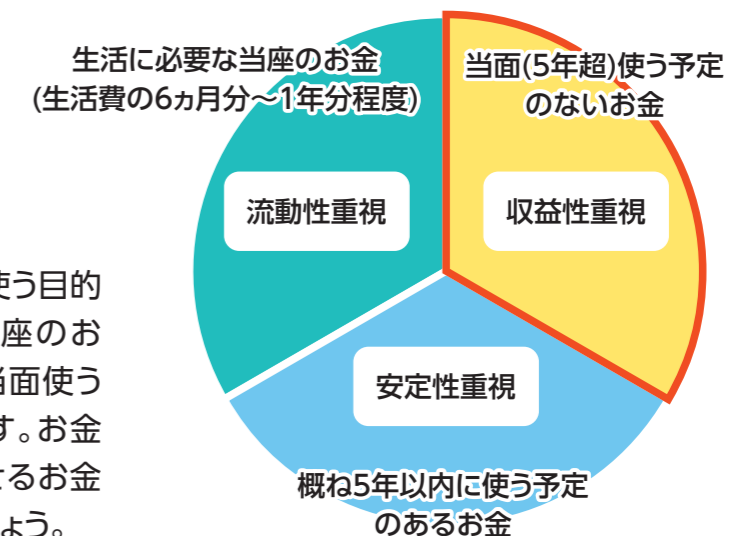 生活に必要な当座のお金
(生活費の6ヵ月分〜1年分程度)
当面(5年超)使う予定
のないお金
流動性重視
収益性重視
安定性重視
概ね5年以内に使う予定
のあるお金
使う目的
座のお
当面使う
す。お金
せるお金
ょう。